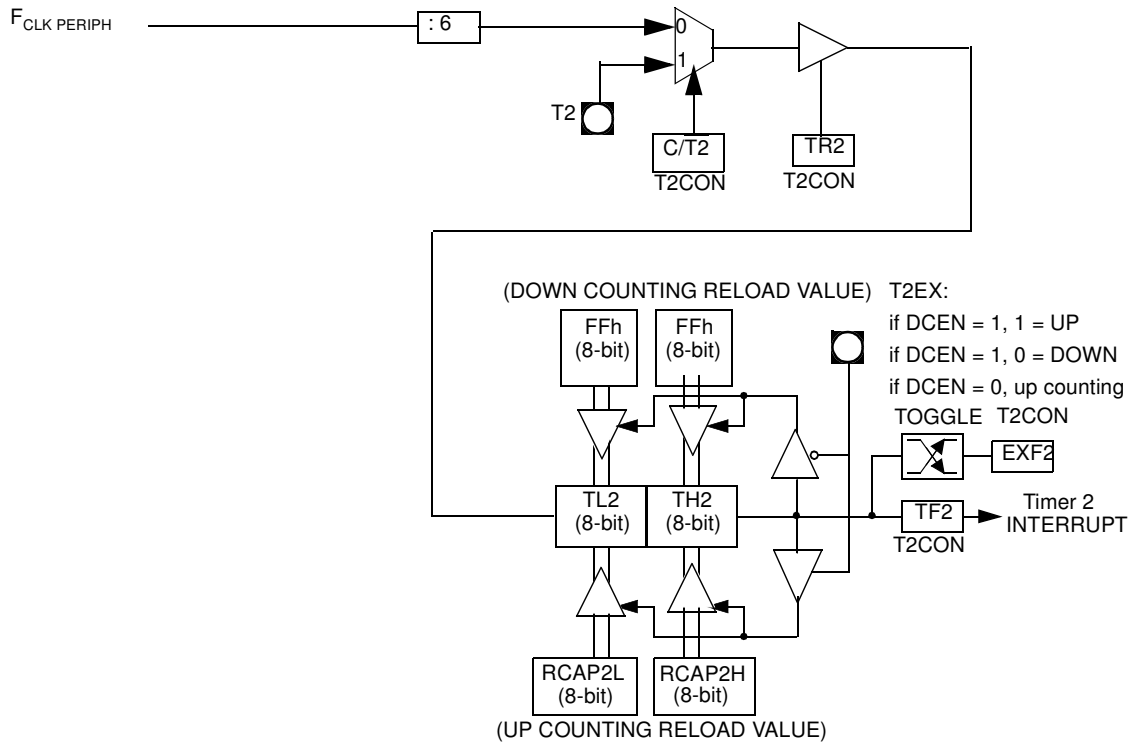 FCLK PERIPH
: 6
0
1
T2
C/T2
TR2
T2CON
T2CON
(DOWN COUNTING RELOAD VALUE)
T2EX:
if DCEN = 1, 1 = UP
if DCEN = 1, 0 = DOWN
if DCEN = 0, up counting
FFh
(8-bit)
FFh
(8-bit)
TOGGLE
T2CON
EXF2
TL2
(8-bit)
TH2
(8-bit)
TF2
T2CON
Timer 2
INTERRUPT
RCAP2L
(8-bit)
RCAP2H
(8-bit)
(UP COUNTING RELOAD VALUE)